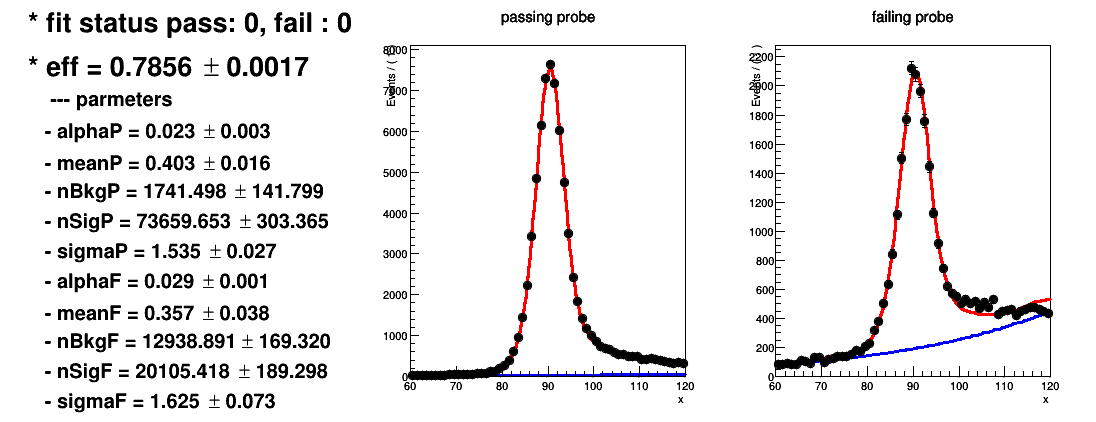 * fit status pass: 0, fail : 0
* eff = 0.7856 ± 0.0017
--- parmeters
- alphaP = 0.023 ± 0.003
- meanP = 0.403 ± 0.016
- nBkgP = 1741.498 ± 141.799
- nSigP = 73659.653 ± 303.365
- sigmaP = 1.535 ± 0.027
- alphaF = 0.029 ± 0.001
- meanF = 0.357 ± 0.038
- nBkgF = 12938.891 ± 169.320
- nSigF = 20105.418 ± 189.298
- sigmaF = 1.625 ± 0.073
passing probe
8000
7000
6000
5000
4000
3000
2000
1000
0
60 70 80 90 100 110 120
x
failing probe
2200
2000
1800
1600
1400
1200
1000
800
600
400
200
0
60 70 80 90 100 110 120
x